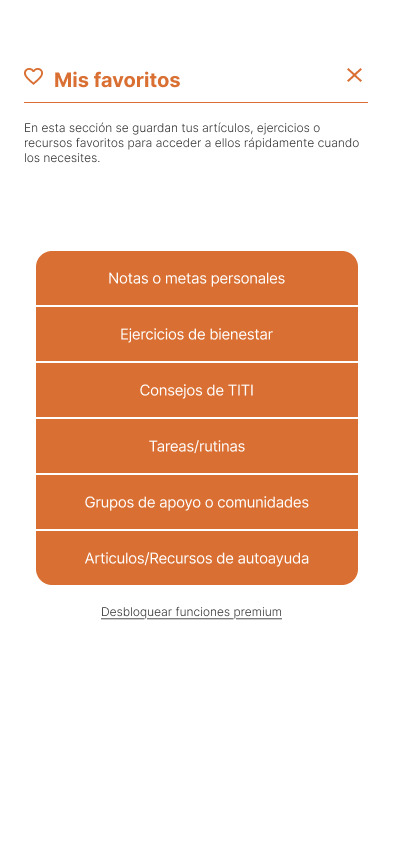 Mis favoritos
En esta sección se guardan tus artículos, ejercicios o
recursos favoritos para acceder a ellos rápidamente cuando
los necesites.
Notas o metas personales
Ejercicios de bienestar
Consejos de TITI
Tareas/rutinas
Grupos de apoyo o comunidades
Articulos/Recursos de autoayuda
Desbloquear funciones premium